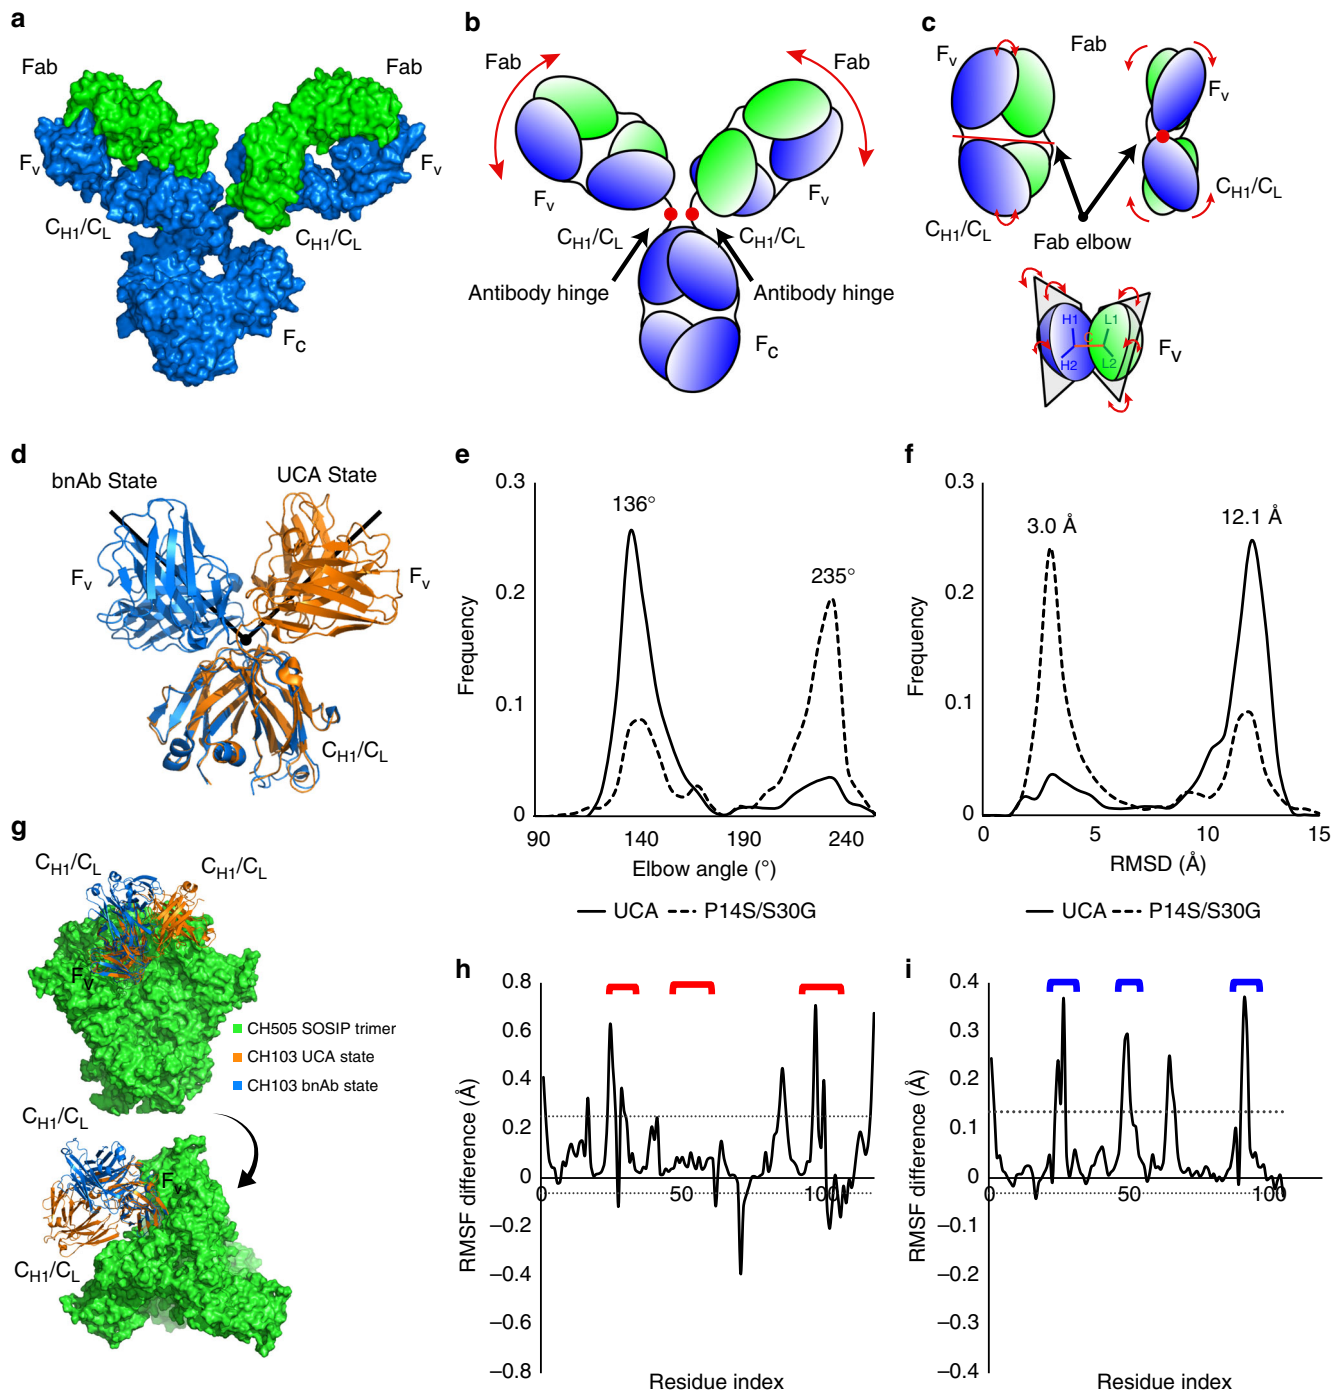 a
Fab
Fab
Fv
Fv
CH1/CL
CH1/CL
Fc
b
Fab
Fab
Fv
Fv
CH1/CL
CH1/CL
Antibody hinge
Antibody hinge
Fc
c
Fv
Fab
Fv
CH1/CL
CH1/CL
Fab elbow
H1
L1
C
H2
L2
Fv
d
bnAb State
UCA State
Fv
Fv
CH1/CL
e
0.3
0.2
0.1
0
Frequency
136°
235°
90
140
190
240
Elbow angle (°)
UCA
P14S/S30G
f
0.3
0.2
0.1
0
Frequency
3.0 Å
12.1 Å
0
5
10
15
RMSD (Å)
UCA
P14S/S30G
g
CH1/CL
CH1/CL
Fv
CH505 SOSIP trimer
CH103 UCA state
CH103 bnAb state
CH1/CL
Fv
CH1/CL
h
0.8
0.6
0.4
0.2
0
–0.2
–0.4
–0.6
–0.8
RMSF difference (Å)
0
50
100
Residue index
i
0.4
0.3
0.2
0.1
0
–0.1
–0.2
–0.3
–0.4
RMSF difference (Å)
0
50
100
Residue index